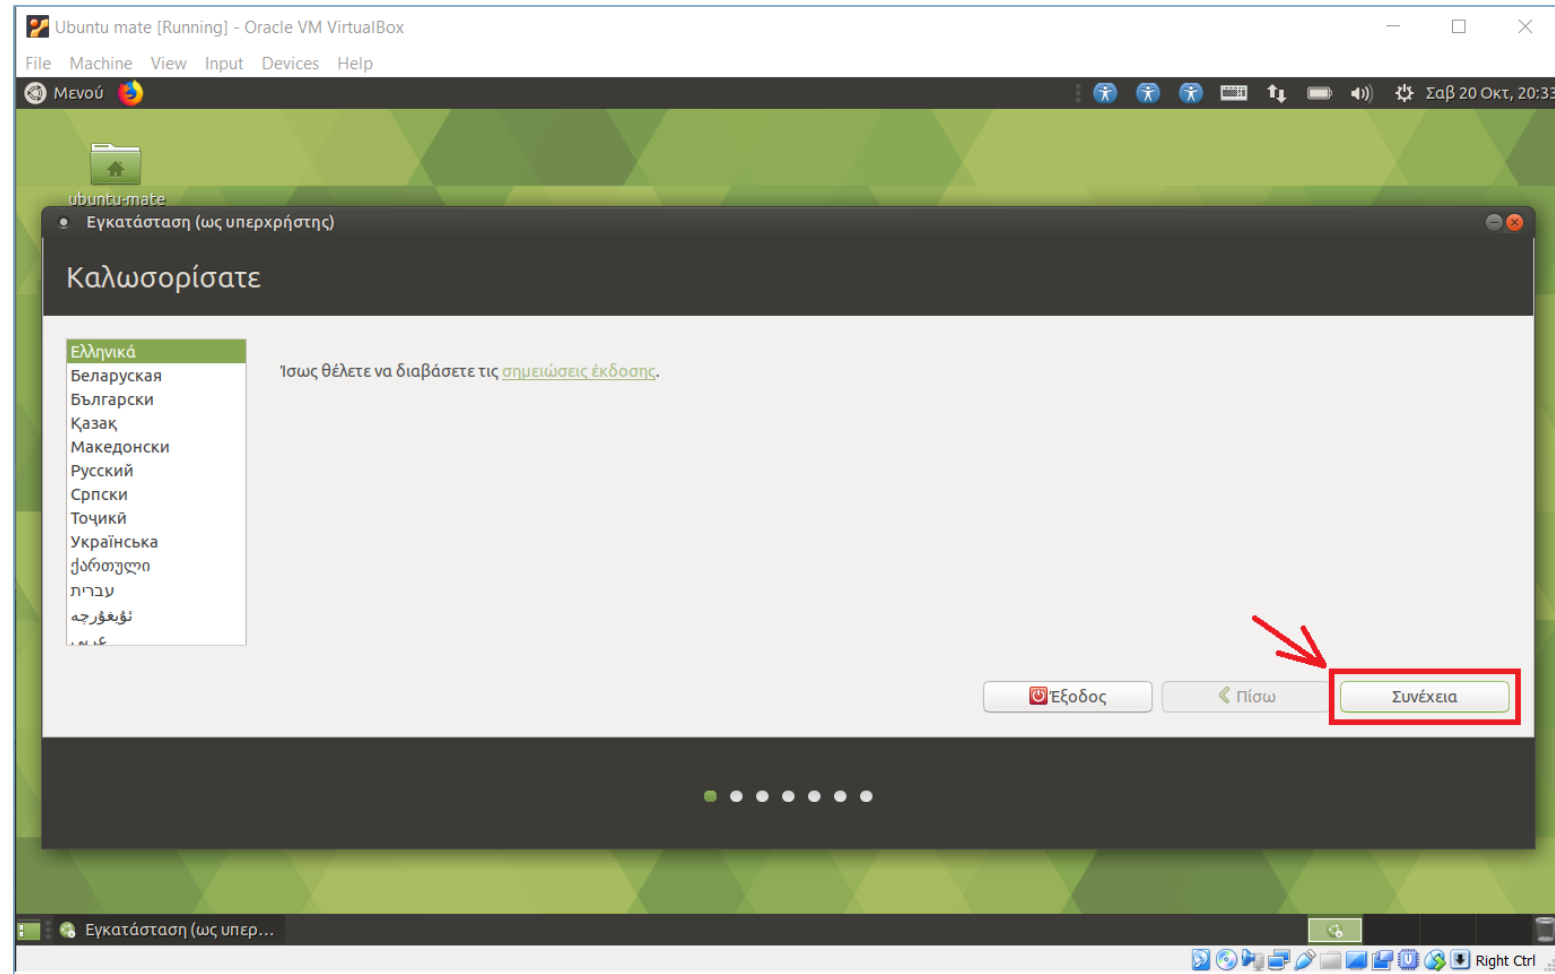 Ubuntu mate [Running] - Oracle VM VirtualBox
File Machine View Input Devices Help
Μενού Σαβ 20 Οκτ, 20:33
ubuntu-mate
Εγκατάσταση (ως υπερχρήστης)
Καλωσορίσατε
Ελληνικά
Беларуская
Български
Қазақ
Македонски
Русский
Српски
Тоҷикӣ
Українська
ქართული
עברית
ئۇيغۇرچە
عربي
Ίσως θέλετε να διαβάσετε τις σημειώσεις έκδοσης.
Έξοδος Πίσω Συνέχεια
Εγκατάσταση (ως υπερ...
Right Ctrl